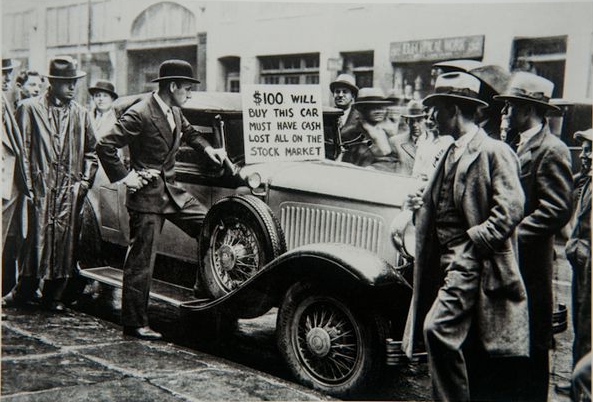 $100 WILL
BUY THIS CAR
MUST HAVE CASH
LOST ALL ON THE
STOCK MARKET